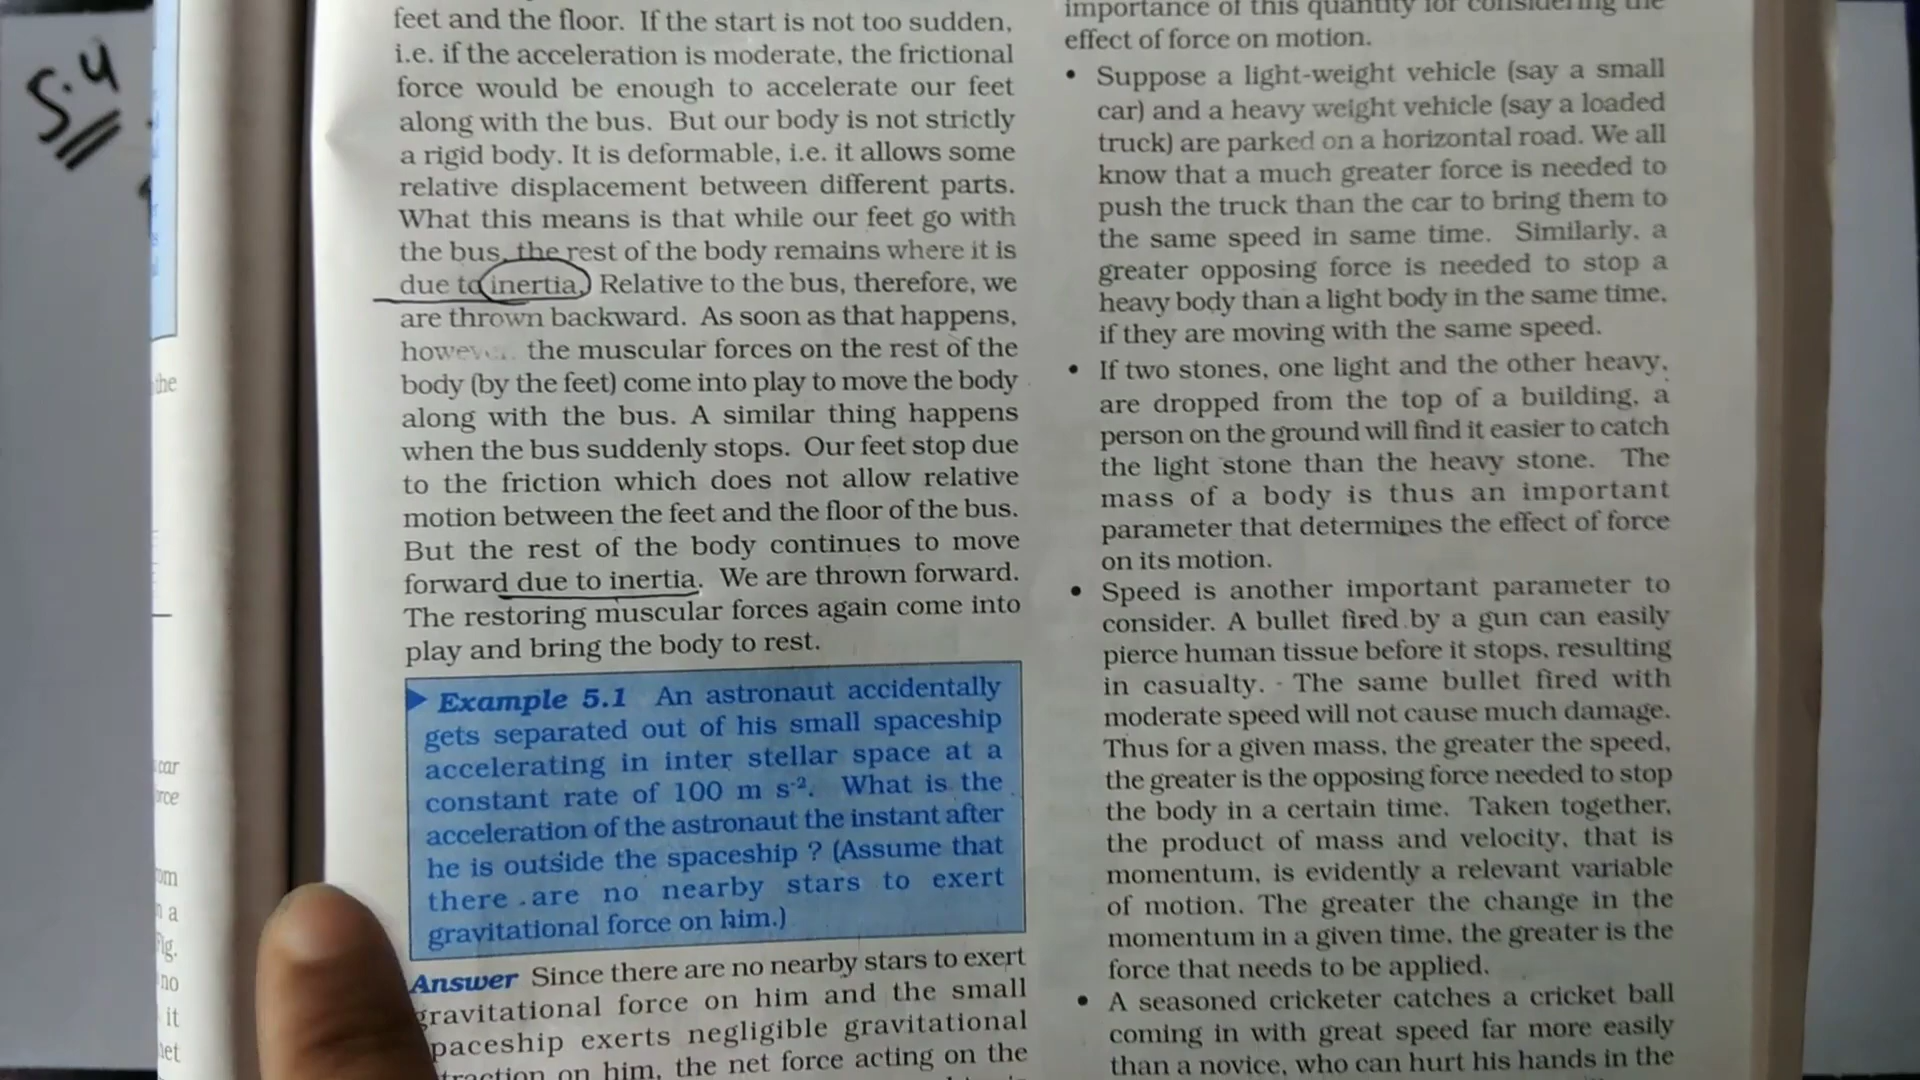 5.4
the
car
orce
om
n a
Fig.
no
it
net
feet and the floor. If the start is not too sudden,
i.e. if the acceleration is moderate, the frictional
force would be enough to accelerate our feet
along with the bus. But our body is not strictly
a rigid body. It is deformable, i.e. it allows some
relative displacement between different parts.
What this means is that while our feet go with
the bus, the rest of the body remains where it is
due to inertia. Relative to the bus, therefore, we
are thrown backward. As soon as that happens,
however, the muscular forces on the rest of the
body (by the feet) come into play to move the body
along with the bus. A similar thing happens
when the bus suddenly stops. Our feet stop due
to the friction which does not allow relative
motion between the feet and the floor of the bus.
But the rest of the body continues to move
forward due to inertia. We are thrown forward.
The restoring muscular forces again come into
play and bring the body to rest.
Example 5.1 An astronaut accidentally
gets separated out of his small spaceship
accelerating in inter stellar space at a
constant rate of 100 m s⁻². What is the
acceleration of the astronaut the instant after
he is outside the spaceship ? (Assume that
there are no nearby stars to exert
gravitational force on him.)
Answer Since there are no nearby stars to exert
gravitational force on him and the small
spaceship exerts negligible gravitational
on him, the net force acting on the
importance of this quantity for considering the
effect of force on motion.
• Suppose a light-weight vehicle (say a small
car) and a heavy weight vehicle (say a loaded
truck) are parked on a horizontal road. We all
know that a much greater force is needed to
push the truck than the car to bring them to
the same speed in same time. Similarly, a
greater opposing force is needed to stop a
heavy body than a light body in the same time,
if they are moving with the same speed.
• If two stones, one light and the other heavy,
are dropped from the top of a building, a
person on the ground will find it easier to catch
the light stone than the heavy stone. The
mass of a body is thus an important
parameter that determines the effect of force
on its motion.
• Speed is another important parameter to
consider. A bullet fired by a gun can easily
pierce human tissue before it stops, resulting
in casualty. The same bullet fired with
moderate speed will not cause much damage.
Thus for a given mass, the greater the speed,
the greater is the opposing force needed to stop
the body in a certain time. Taken together,
the product of mass and velocity, that is
momentum, is evidently a relevant variable
of motion. The greater the change in the
momentum in a given time, the greater is the
force that needs to be applied.
• A seasoned cricketer catches a cricket ball
coming in with great speed far more easily
than a novice, who can hurt his hands in the